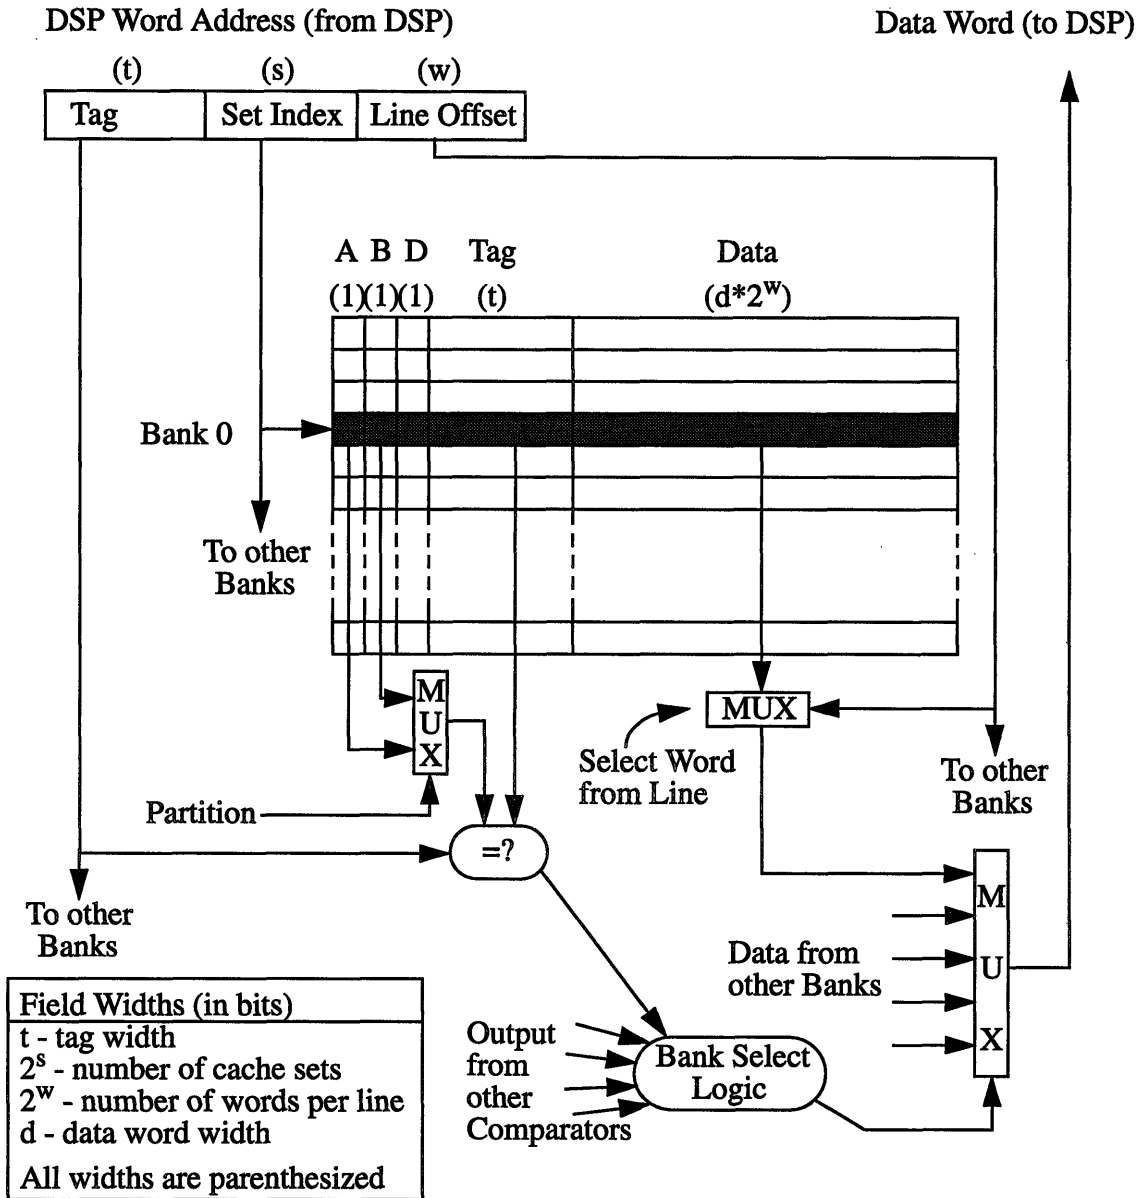 DSP Word Address (from DSP)
Data Word (to DSP)
(t) (s) (w)
Tag Set Index Line Offset
A B D Tag Data
(1)(1)(1) (t) (d*2^w)
Bank 0
To other
Banks
M
U
X
MUX
Select Word
from Line
To other
Banks
Partition
=?
To other
Banks
M
U
X
Data from
other Banks
Output
from
other
Comparators
Bank Select
Logic
Field Widths (in bits)
t - tag width
2^s - number of cache sets
2^w - number of words per line
d - data word width
All widths are parenthesized